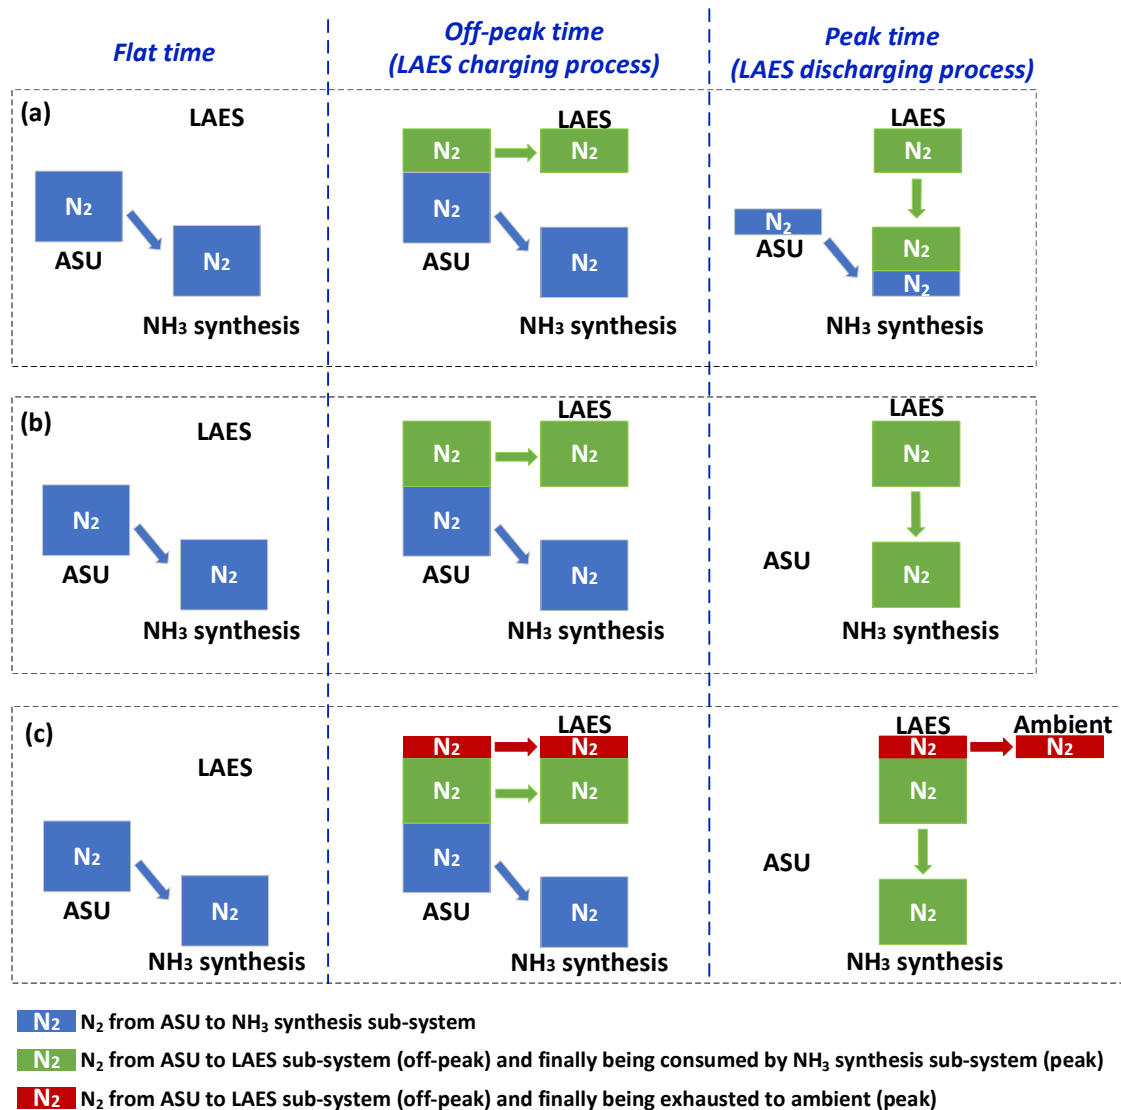 Flat time
Off-peak time
(LAES charging process)
Peak time
(LAES discharging process)
(a)
LAES
N₂
ASU
N₂
NH₃ synthesis
LAES
N₂
N₂
N₂
ASU
N₂
NH₃ synthesis
LAES
N₂
N₂
ASU
N₂
N₂
NH₃ synthesis
(b)
LAES
N₂
ASU
N₂
NH₃ synthesis
LAES
N₂
N₂
N₂
ASU
N₂
NH₃ synthesis
LAES
N₂
ASU
N₂
NH₃ synthesis
(c)
LAES
N₂
ASU
N₂
NH₃ synthesis
LAES
N₂
N₂
N₂
N₂
N₂
ASU
N₂
NH₃ synthesis
LAES
Ambient
N₂
N₂
N₂
ASU
N₂
NH₃ synthesis
N₂ N₂ from ASU to NH₃ synthesis sub-system
N₂ N₂ from ASU to LAES sub-system (off-peak) and finally being consumed by NH₃ synthesis sub-system (peak)
N₂ N₂ from ASU to LAES sub-system (off-peak) and finally being exhausted to ambient (peak)